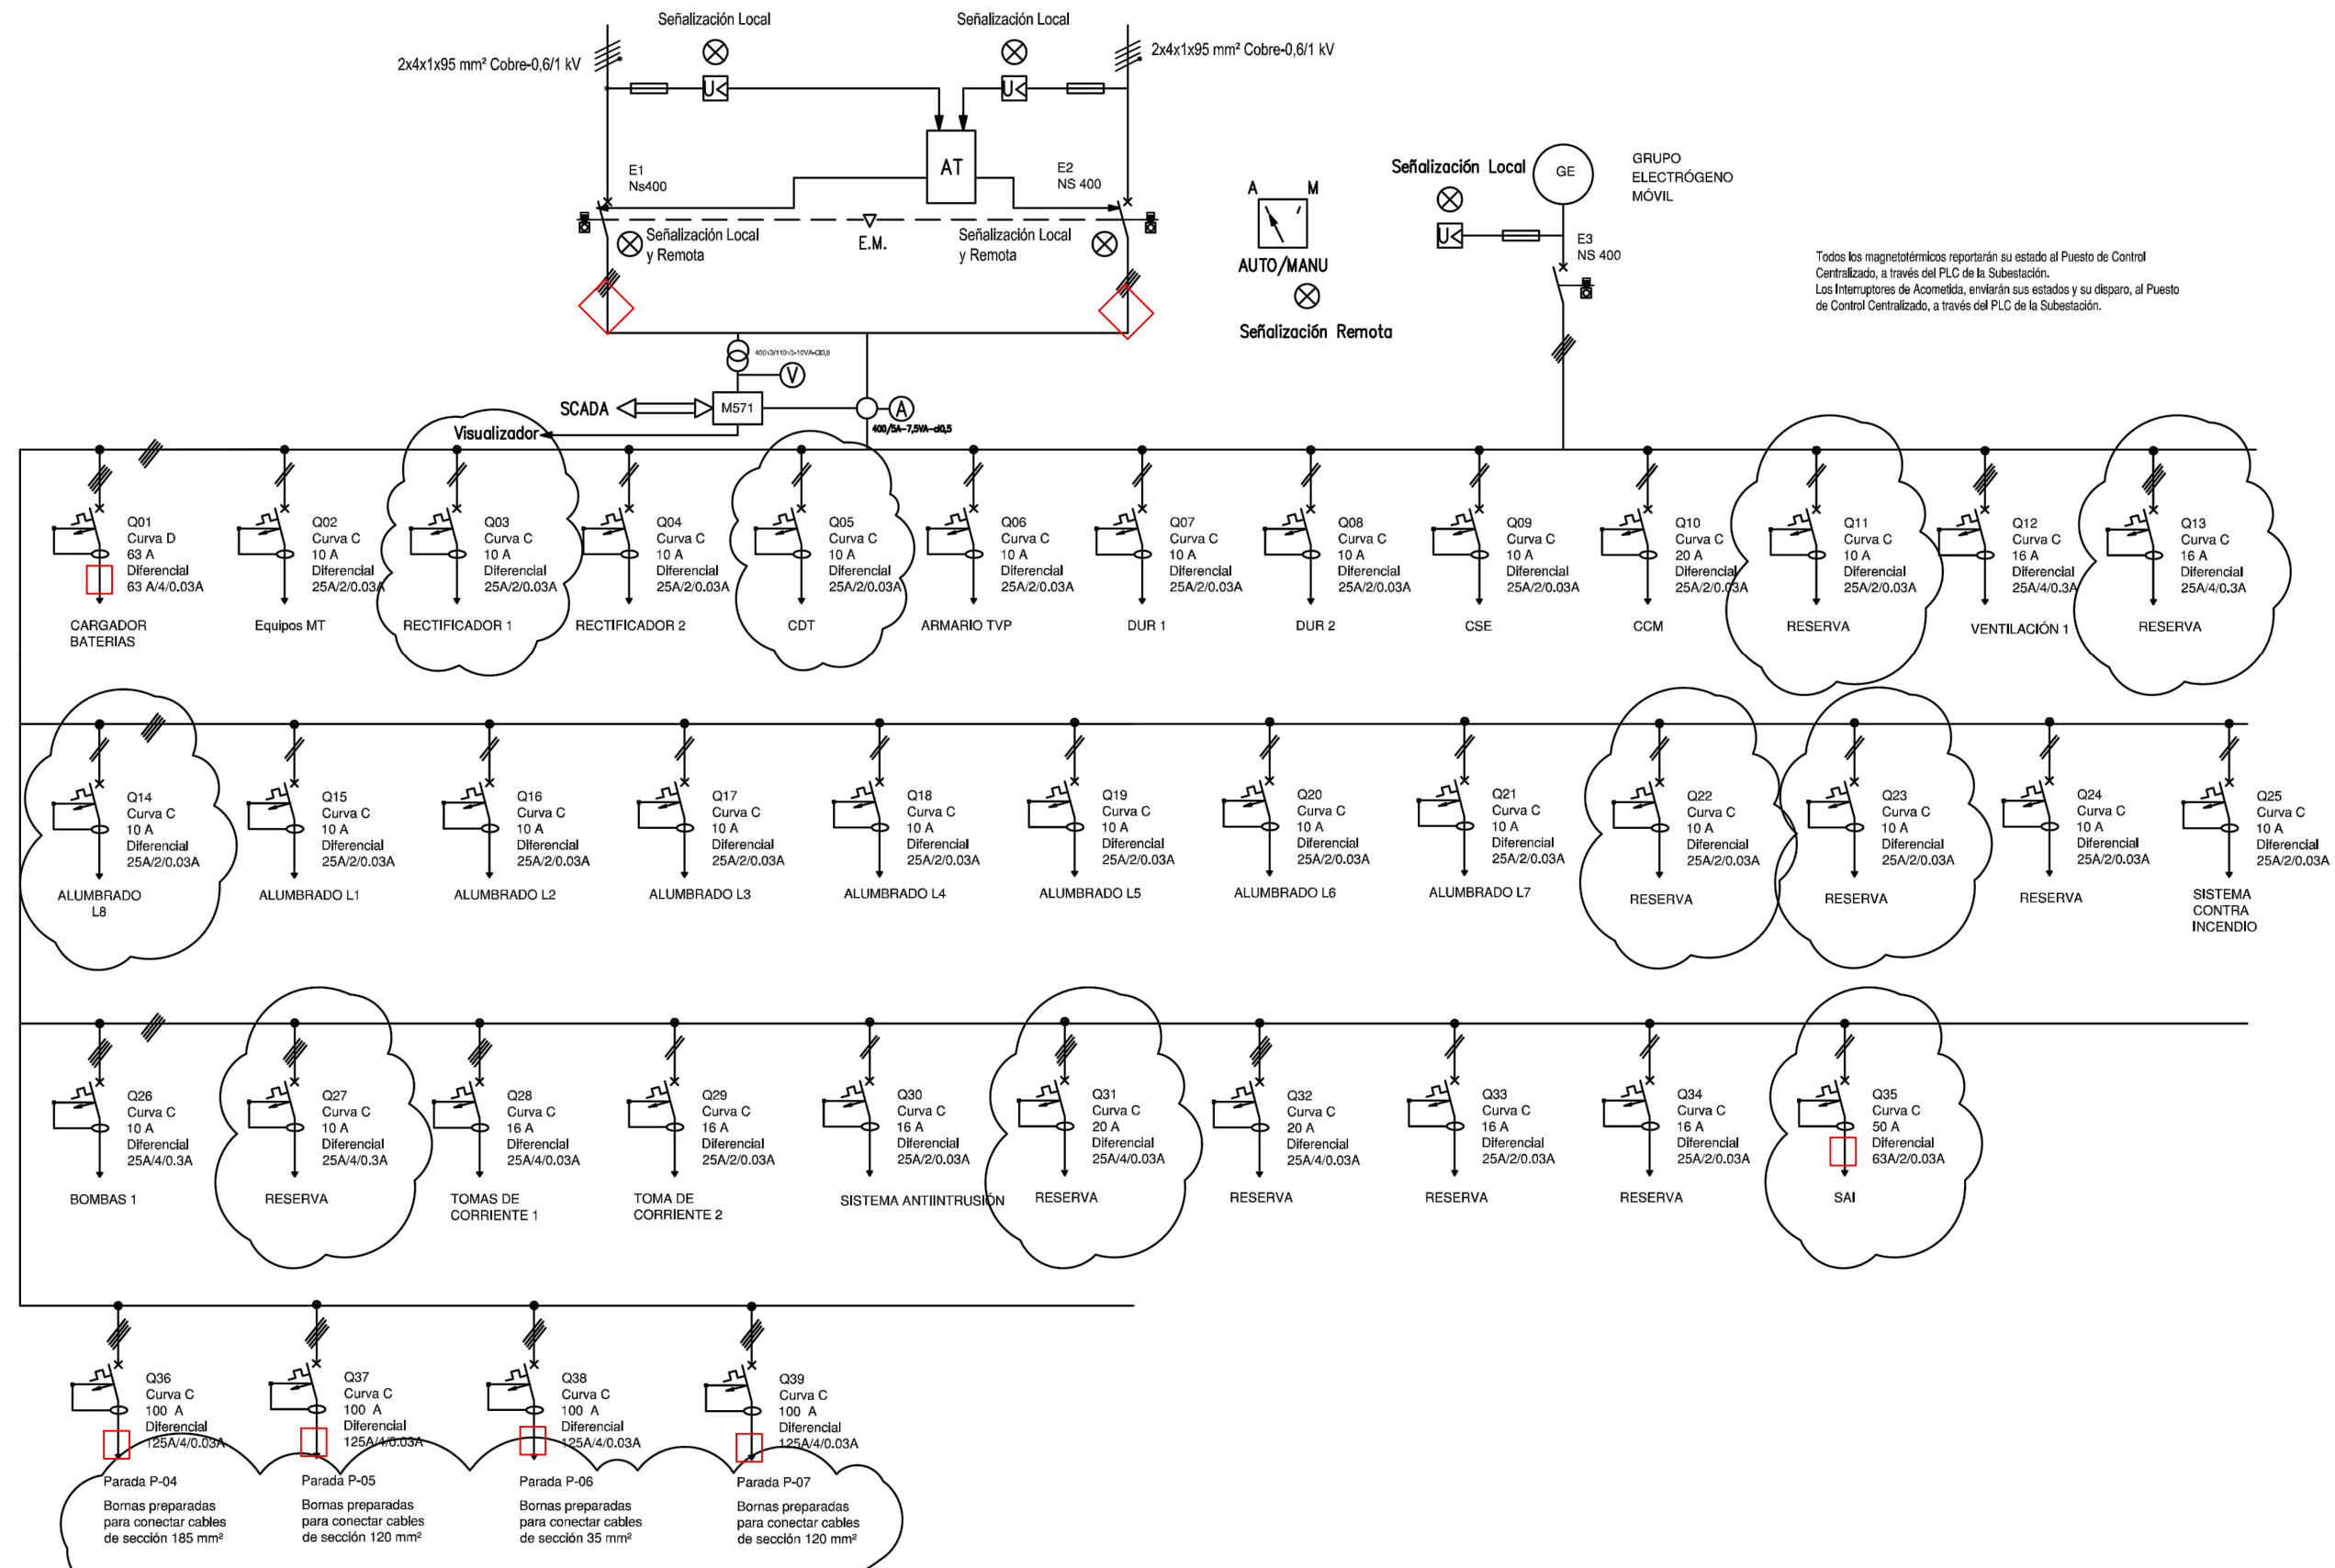 Señalización Local
Señalización Local
2x4x1x95 mm² Cobre-0,6/1 kV
2x4x1x95 mm² Cobre-0,6/1 kV
U<
U<
AT
E1
Ns400
E2
NS 400
Señalización Local
y Remota
E.M.
Señalización Local
y Remota
A M
AUTO/MANU
Señalización Remota
Señalización Local
GE
GRUPO
ELECTRÓGENO
MÓVIL
U<
E3
NS 400
Todos los magnetotérmicos reportarán su estado al Puesto de Control
Centralizado, a través del PLC de la Subestación.
Los Interruptores de Acometida, enviarán sus estados y su disparo, al Puesto
de Control Centralizado, a través del PLC de la Subestación.
V
SCADA
M571
A
400/5A-7,5VA-cl0,5
Visualizador
Q01
Curva D
63 A
Diferencial
63 A/4/0.03A
CARGADOR
BATERIAS
Q02
Curva C
10 A
Diferencial
25A/2/0.03A
Equipos MT
Q03
Curva C
10 A
Diferencial
25A/2/0.03A
RECTIFICADOR 1
Q04
Curva C
10 A
Diferencial
25A/2/0.03A
RECTIFICADOR 2
Q05
Curva C
10 A
Diferencial
25A/2/0.03A
CDT
Q06
Curva C
10 A
Diferencial
25A/2/0.03A
ARMARIO TVP
Q07
Curva C
10 A
Diferencial
25A/2/0.03A
DUR 1
Q08
Curva C
10 A
Diferencial
25A/2/0.03A
DUR 2
Q09
Curva C
10 A
Diferencial
25A/2/0.03A
CSE
Q10
Curva C
20 A
Diferencial
25A/2/0.03A
CCM
Q11
Curva C
10 A
Diferencial
25A/2/0.03A
RESERVA
Q12
Curva C
16 A
Diferencial
25A/4/0.3A
VENTILACIÓN 1
Q13
Curva C
16 A
Diferencial
25A/4/0.3A
RESERVA
Q14
Curva C
10 A
Diferencial
25A/2/0.03A
ALUMBRADO
L8
Q15
Curva C
10 A
Diferencial
25A/2/0.03A
ALUMBRADO L1
Q16
Curva C
10 A
Diferencial
25A/2/0.03A
ALUMBRADO L2
Q17
Curva C
10 A
Diferencial
25A/2/0.03A
ALUMBRADO L3
Q18
Curva C
10 A
Diferencial
25A/2/0.03A
ALUMBRADO L4
Q19
Curva C
10 A
Diferencial
25A/2/0.03A
ALUMBRADO L5
Q20
Curva C
10 A
Diferencial
25A/2/0.03A
ALUMBRADO L6
Q21
Curva C
10 A
Diferencial
25A/2/0.03A
ALUMBRADO L7
Q22
Curva C
10 A
Diferencial
25A/2/0.03A
RESERVA
Q23
Curva C
10 A
Diferencial
25A/2/0.03A
RESERVA
Q24
Curva C
10 A
Diferencial
25A/2/0.03A
RESERVA
Q25
Curva C
10 A
Diferencial
25A/2/0.03A
SISTEMA
CONTRA
INCENDIO
Q26
Curva C
10 A
Diferencial
25A/4/0.3A
BOMBAS 1
Q27
Curva C
10 A
Diferencial
25A/4/0.3A
RESERVA
Q28
Curva C
16 A
Diferencial
25A/4/0.03A
TOMAS DE
CORRIENTE 1
Q29
Curva C
16 A
Diferencial
25A/2/0.03A
TOMA DE
CORRIENTE 2
Q30
Curva C
16 A
Diferencial
25A/2/0.03A
SISTEMA ANTIINTRUSIÓN
Q31
Curva C
20 A
Diferencial
25A/4/0.03A
RESERVA
Q32
Curva C
20 A
Diferencial
25A/4/0.03A
RESERVA
Q33
Curva C
16 A
Diferencial
25A/2/0.03A
RESERVA
Q34
Curva C
16 A
Diferencial
25A/2/0.03A
RESERVA
Q35
Curva C
50 A
Diferencial
63A/2/0.03A
SAI
Q36
Curva C
100 A
Diferencial
125A/4/0.03A
Parada P-04
Bornas preparadas
para conectar cables
de sección 185 mm²
Q37
Curva C
100 A
Diferencial
125A/4/0.03A
Parada P-05
Bornas preparadas
para conectar cables
de sección 120 mm²
Q38
Curva C
100 A
Diferencial
125A/4/0.03A
Parada P-06
Bornas preparadas
para conectar cables
de sección 35 mm²
Q39
Curva C
100 A
Diferencial
125A/4/0.03A
Parada P-07
Bornas preparadas
para conectar cables
de sección 120 mm²